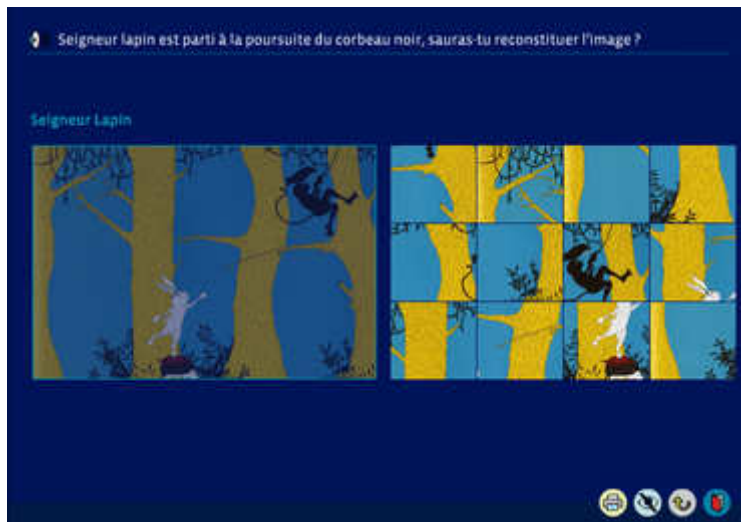 Seigneur lapin est parti à la poursuite du corbeau noir, sauras-tu reconstituer l'image ?
Seigneur Lapin